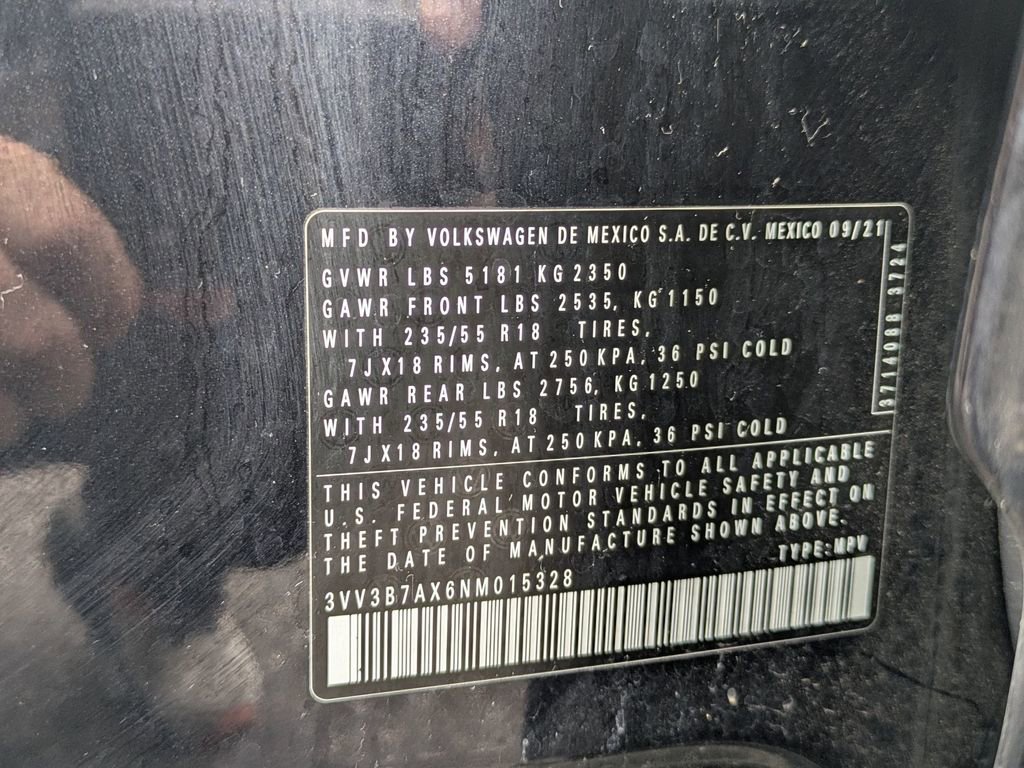 MFD BY VOLKSWAGEN DE MEXICO S.A. DE C.V. MEXICO 09/21
GVWR LBS 5181 KG 2350
GAWR FRONT LBS 2535, KG 1150
WITH 235/55 R18 TIRES,
7JX18 RIMS, AT 250 KPA, 36 PSI COLD
GAWR REAR LBS 2756, KG 1250
WITH 235/55 R18 TIRES,
7JX18 RIMS, AT 250 KPA, 36 PSI COLD
3714088 3724
THIS VEHICLE CONFORMS TO ALL APPLICABLE
U.S. FEDERAL MOTOR VEHICLE SAFETY AND
THEFT PREVENTION STANDARDS IN EFFECT ON
THE DATE OF MANUFACTURE SHOWN ABOVE.
TYPE:MPV
3VV3B7AX6NM015328